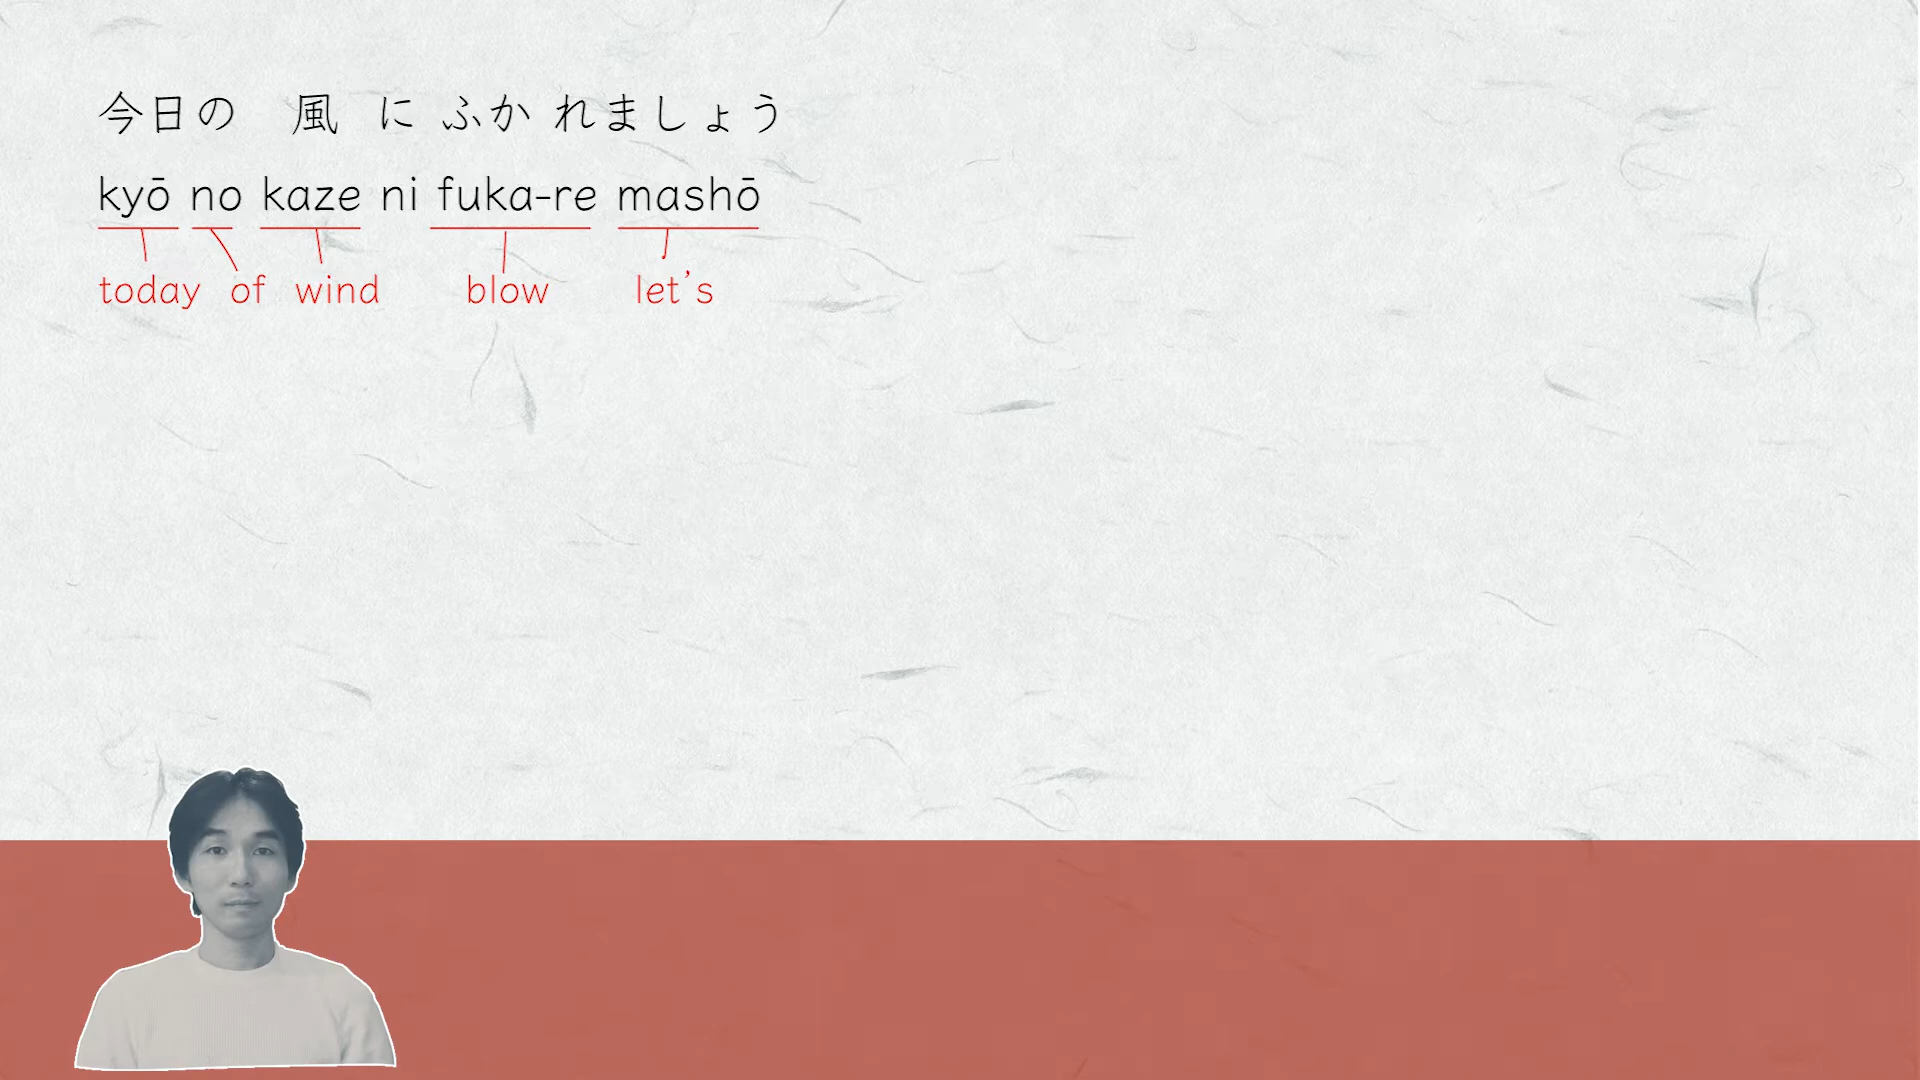 今日の 風 に ふか れましょう
kyō no kaze ni fuka-re mashō
today of wind blow let's